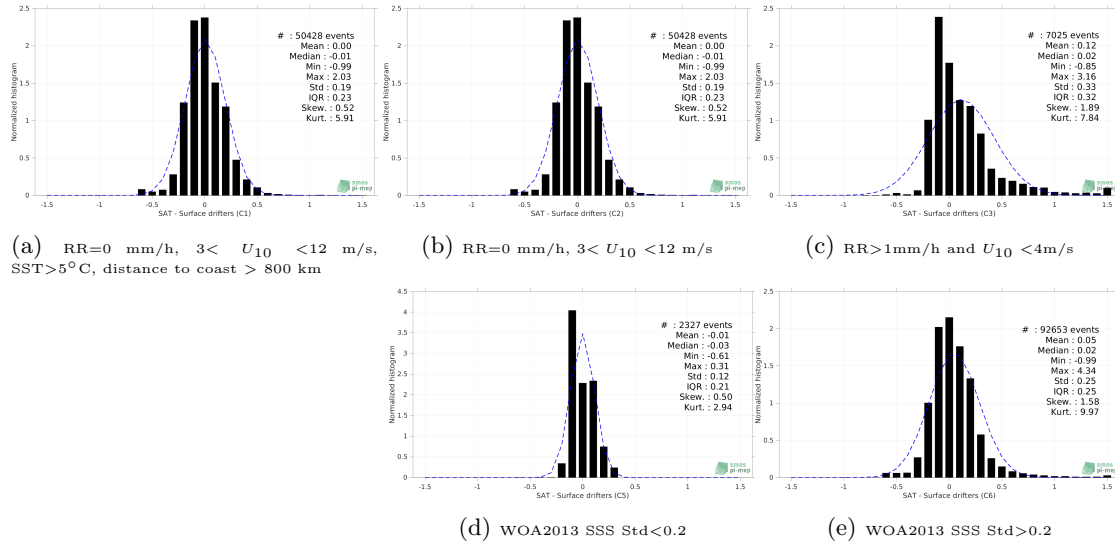 2.5
2
1.5
1
0.5
0
Normalized histogram
# : 50428 events
Mean : 0.00
Median : -0.01
Min : -0.99
Max : 2.03
Std : 0.19
IQR : 0.23
Skew. : 0.52
Kurt. : 5.91
smos
pi-mep
-1.5 -1 -0.5 0 0.5 1 1.5
SAT - Surface drifters (C1)
(a) RR=0 mm/h, 3< U10 <12 m/s,
SST>5°C, distance to coast > 800 km
2.5
2
1.5
1
0.5
0
Normalized histogram
# : 50428 events
Mean : 0.00
Median : -0.01
Min : -0.99
Max : 2.03
Std : 0.19
IQR : 0.23
Skew. : 0.52
Kurt. : 5.91
smos
pi-mep
-1.5 -1 -0.5 0 0.5 1 1.5
SAT - Surface drifters (C2)
(b) RR=0 mm/h, 3< U10 <12 m/s
2.5
2
1.5
1
0.5
0
Normalized histogram
# : 7025 events
Mean : 0.12
Median : 0.02
Min : -0.85
Max : 3.16
Std : 0.33
IQR : 0.32
Skew. : 1.89
Kurt. : 7.84
smos
pi-mep
-1.5 -1 -0.5 0 0.5 1 1.5
SAT - Surface drifters (C3)
(c) RR>1mm/h and U10 <4m/s
4.5
4
3.5
3
2.5
2
1.5
1
0.5
0
Normalized histogram
# : 2327 events
Mean : -0.01
Median : -0.03
Min : -0.61
Max : 0.31
Std : 0.12
IQR : 0.21
Skew. : 0.50
Kurt. : 2.94
smos
pi-mep
-1.5 -1 -0.5 0 0.5 1 1.5
SAT - Surface drifters (C5)
(d) WOA2013 SSS Std<0.2
2.5
2
1.5
1
0.5
0
Normalized histogram
# : 92653 events
Mean : 0.05
Median : 0.02
Min : -0.99
Max : 4.34
Std : 0.25
IQR : 0.25
Skew. : 1.58
Kurt. : 9.97
smos
pi-mep
-1.5 -1 -0.5 0 0.5 1 1.5
SAT - Surface drifters (C6)
(e) WOA2013 SSS Std>0.2